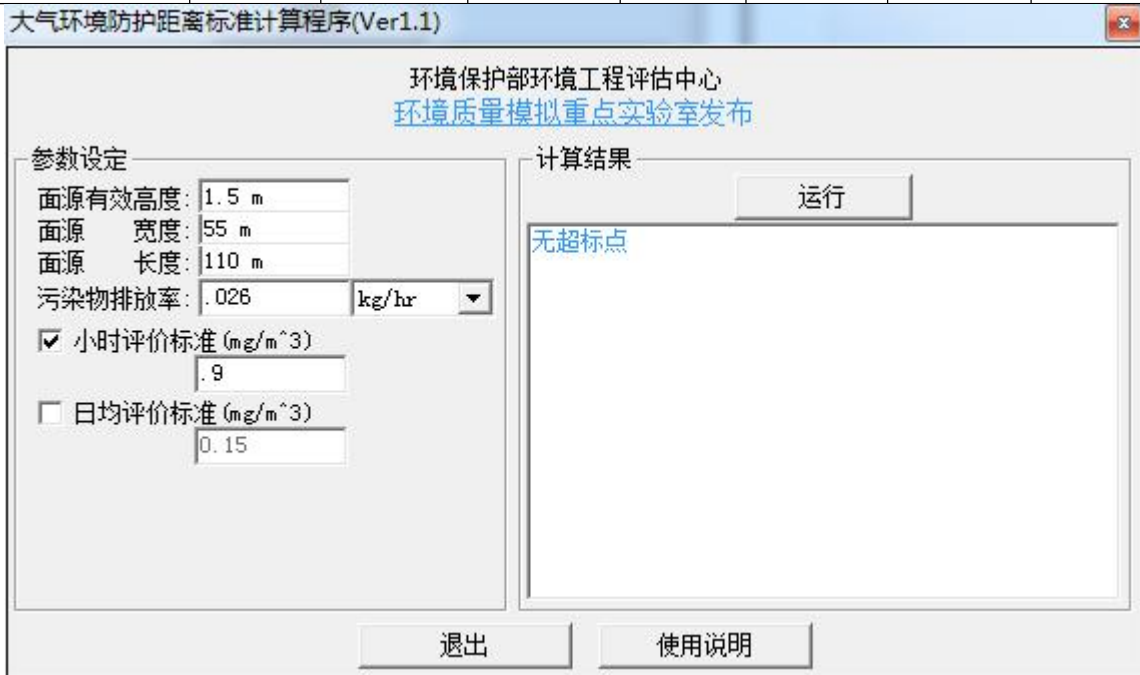 大气环境防护距离标准计算程序(Ver1.1)
环境保护部环境工程评估中心
环境质量模拟重点实验室发布
参数设定
面源有效高度: 1.5 m
面源 宽度: 55 m
面源 长度: 110 m
污染物排放率: .026 kg/hr
小时评价标准(mg/m^3)
.9
日均评价标准(mg/m^3)
0.15
计算结果
运行
无超标点
退出 使用说明